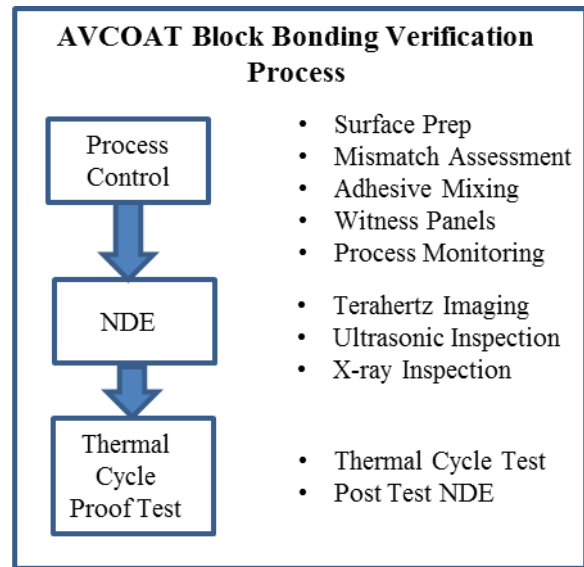 AVCOAT Block Bonding Verification
Process
Process
Control
• Surface Prep
• Mismatch Assessment
• Adhesive Mixing
• Witness Panels
• Process Monitoring
NDE
• Terahertz Imaging
• Ultrasonic Inspection
• X-ray Inspection
Thermal
Cycle
Proof Test
• Thermal Cycle Test
• Post Test NDE